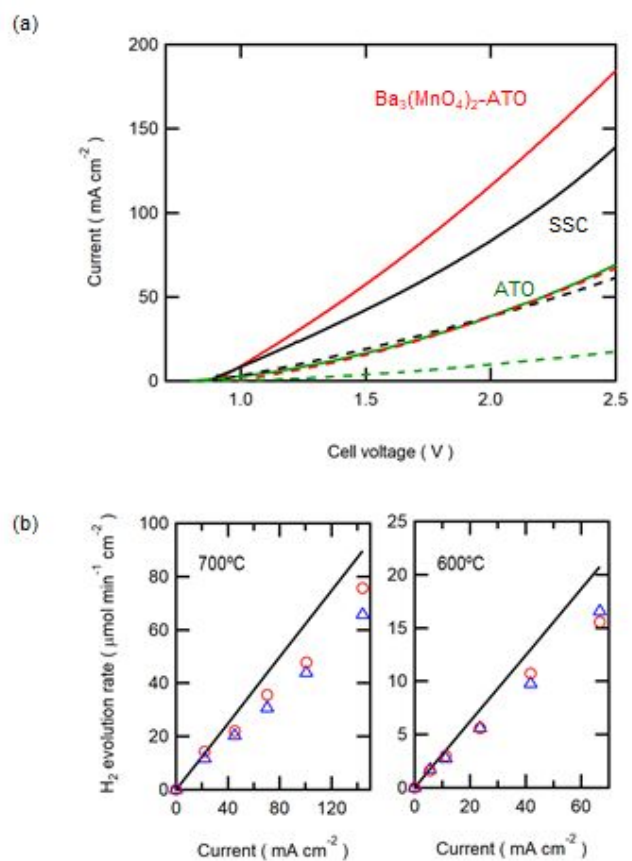 (a)
200
150
100
50
0
Current ( mA cm⁻² )
Ba₃(MnO₄)₂-ATO
SSC
ATO
1.0 1.5 2.0 2.5
Cell voltage ( V )
(b)
H₂ evolution rate ( μmol min⁻¹ cm⁻² )
100
80
60
40
20
0
700ºC
0 40 80 120
Current ( mA cm⁻² )
25
20
15
10
5
0
600ºC
0 20 40 60
Current ( mA cm⁻² )